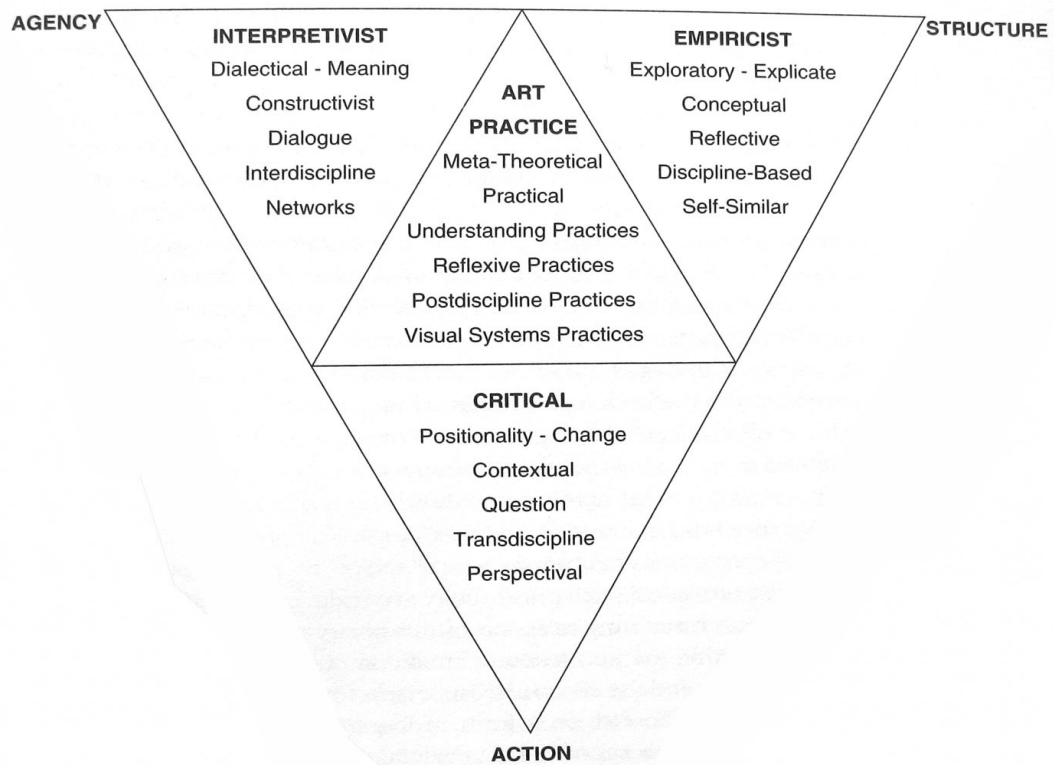 AGENCY
STRUCTURE
INTERPRETIVIST
Dialectical - Meaning
Constructivist
Dialogue
Interdiscipline
Networks
EMPIRICIST
Exploratory - Explicate
Conceptual
Reflective
Discipline-Based
Self-Similar
ART
PRACTICE
Meta-Theoretical
Practical
Understanding Practices
Reflexive Practices
Postdiscipline Practices
Visual Systems Practices
CRITICAL
Positionality - Change
Contextual
Question
Transdiscipline
Perspectival
ACTION